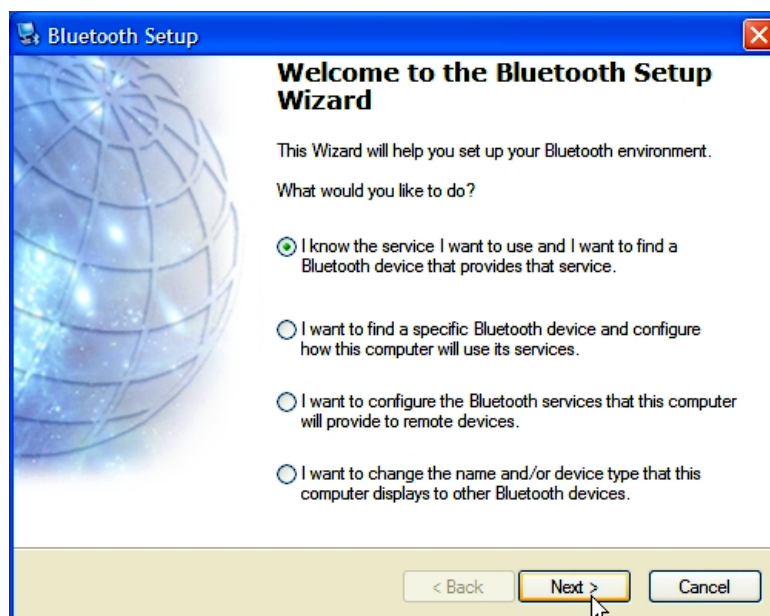 Bluetooth Setup
Welcome to the Bluetooth Setup
Wizard
This Wizard will help you set up your Bluetooth environment.
What would you like to do?
I know the service I want to use and I want to find a
Bluetooth device that provides that service.
I want to find a specific Bluetooth device and configure
how this computer will use its services.
I want to configure the Bluetooth services that this computer
will provide to remote devices.
I want to change the name and/or device type that this
computer displays to other Bluetooth devices.
< Back Next > Cancel